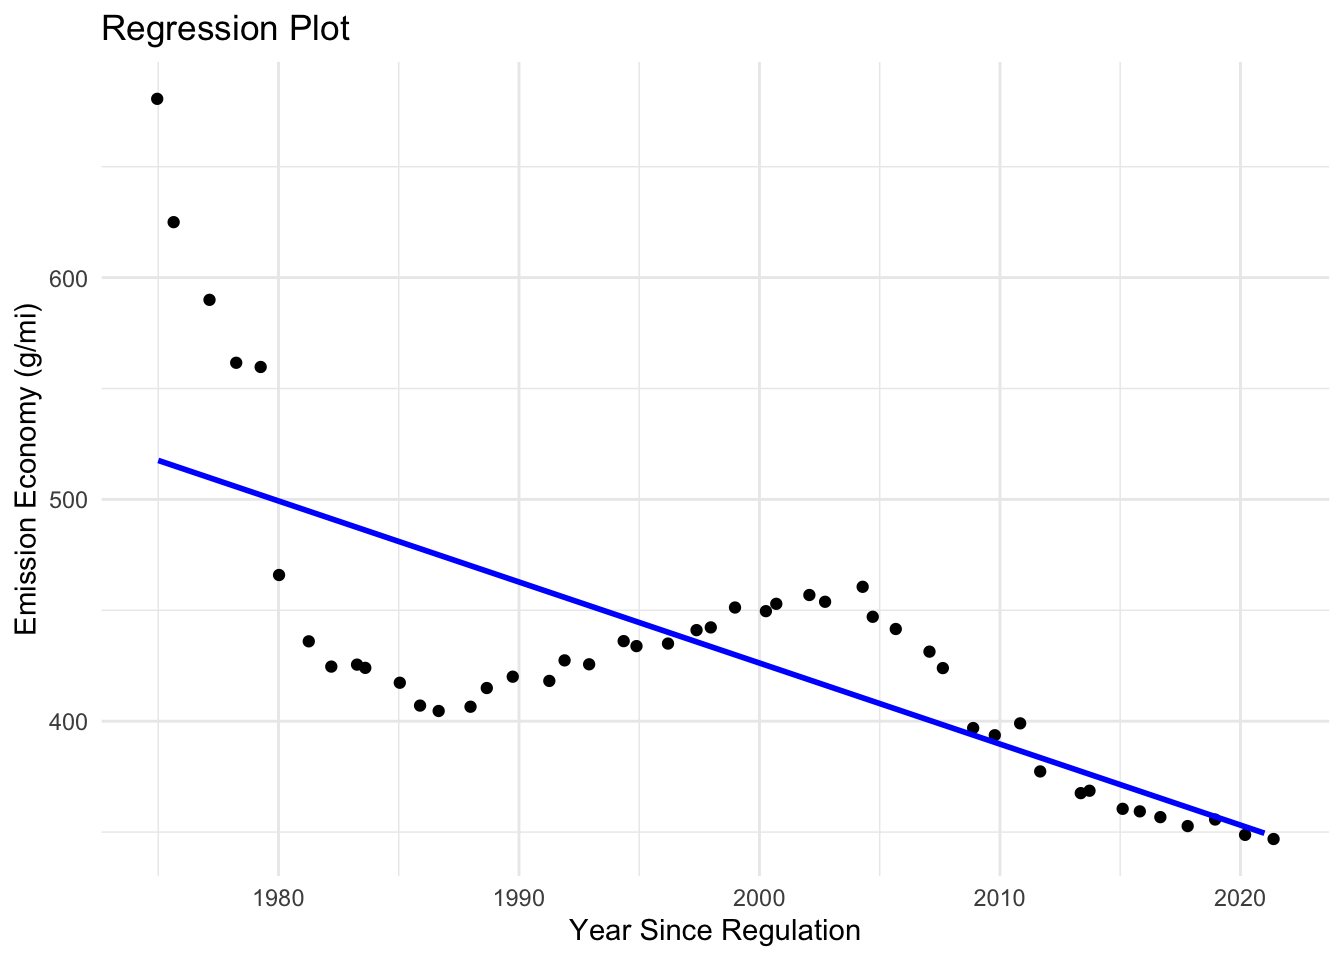 Regression Plot
Emission Economy (g/mi)
600
500
400
1980 1990 2000 2010 2020
Year Since Regulation